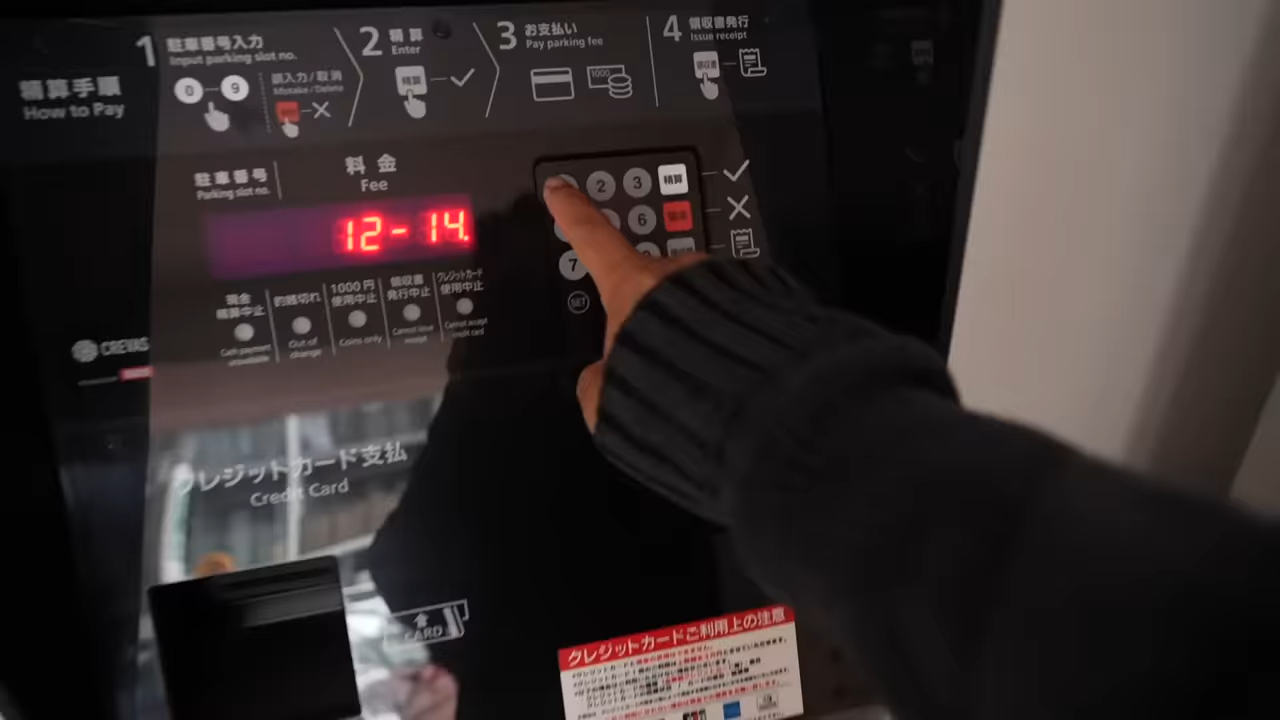 精算手順
How to Pay
1 駐車番号入力
Input parking slot no.
0 9
誤入力/取消
Mistake / Delete
2 精算
Enter
精算
3 お支払い
Pay parking fee
1000
4 領収書発行
Issue receipt
領収書
駐車番号
Parking slot no.
料金
Fee
12-14.
2 3 精算
6
7
SET
現金
精算中止
Cash payment
unavailable
釣銭切れ
Out of
change
1000円
使用中止
Coins only
領収書
発行中止
Cannot issue
receipt
クレジットカード
使用中止
Cannot accept
credit card
CREVAS
クレジットカード支払
Credit Card
CARD
クレジットカードご利用上の注意